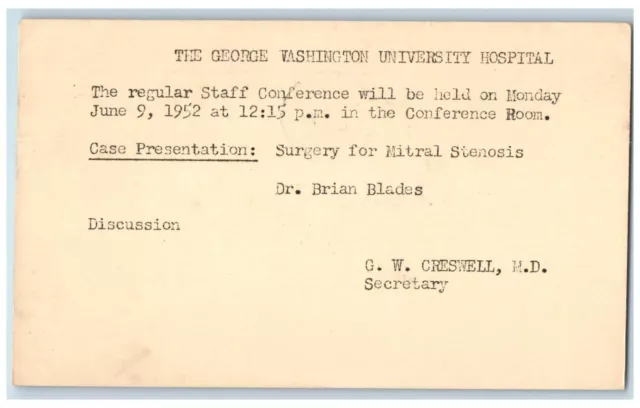 THE GEORGE WASHINGTON UNIVERSITY HOSPITAL
The regular Staff Conference will be held on Monday
June 9, 1952 at 12:15 p.m. in the Conference Room.
Case Presentation: Surgery for Mitral Stenosis
Dr. Brian Blades
Discussion
G. W. CRESWELL, M.D.
Secretary